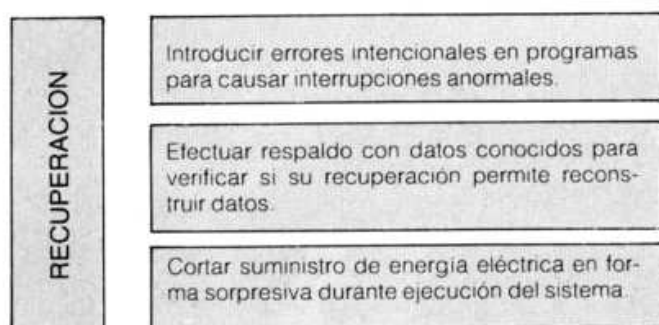 RECUPERACION
Introducir errores intencionales en programas
para causar interrupciones anormales.
Efectuar respaldo con datos conocidos para
verificar si su recuperación permite recons-
truir datos.
Cortar suministro de energía eléctrica en for-
ma sorpresiva durante ejecución del sistema.